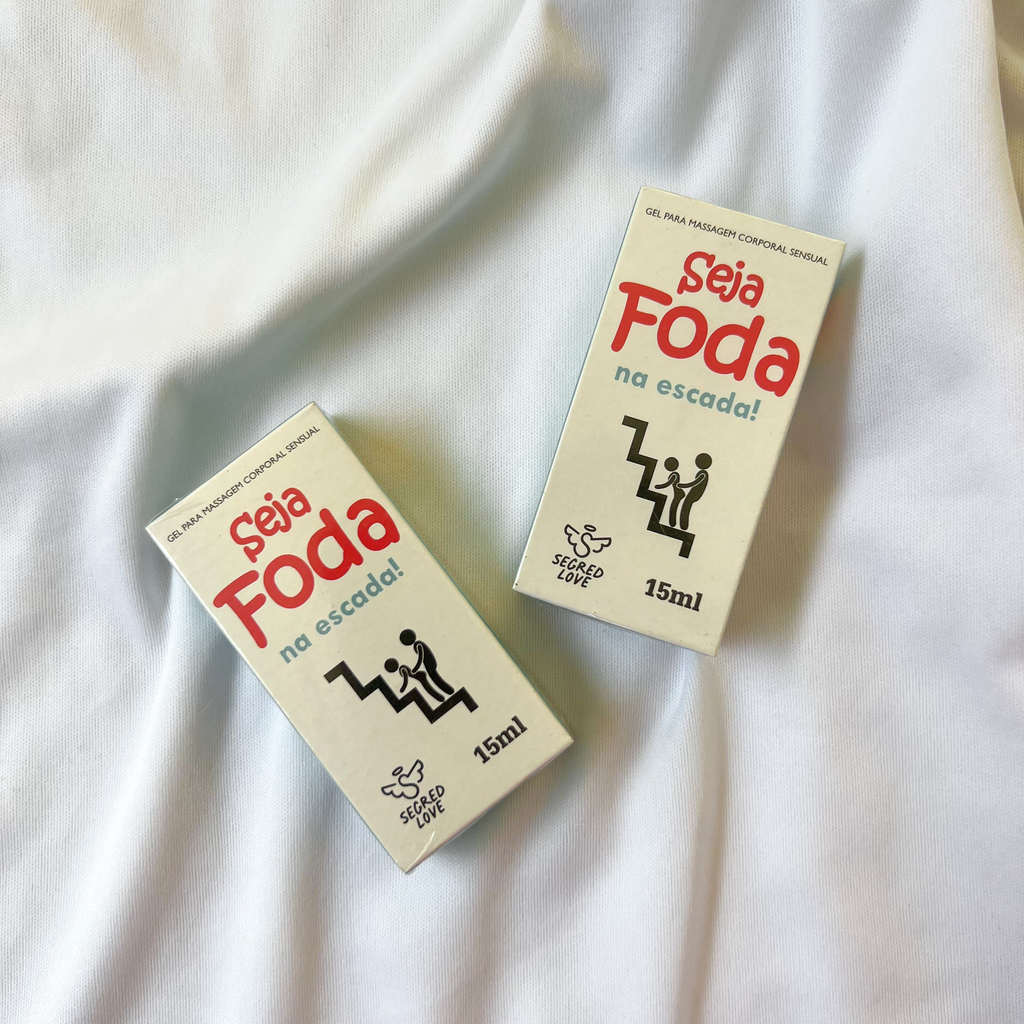 GEL PARA MASSAGEM CORPORAL SENSUAL
Seja
Foda
na escada!
SEGRED
LOVE
15ml
GEL PARA MASSAGEM CORPORAL SENSUAL
Seja
Foda
na escada!
15ml
SEGRED
LOVE